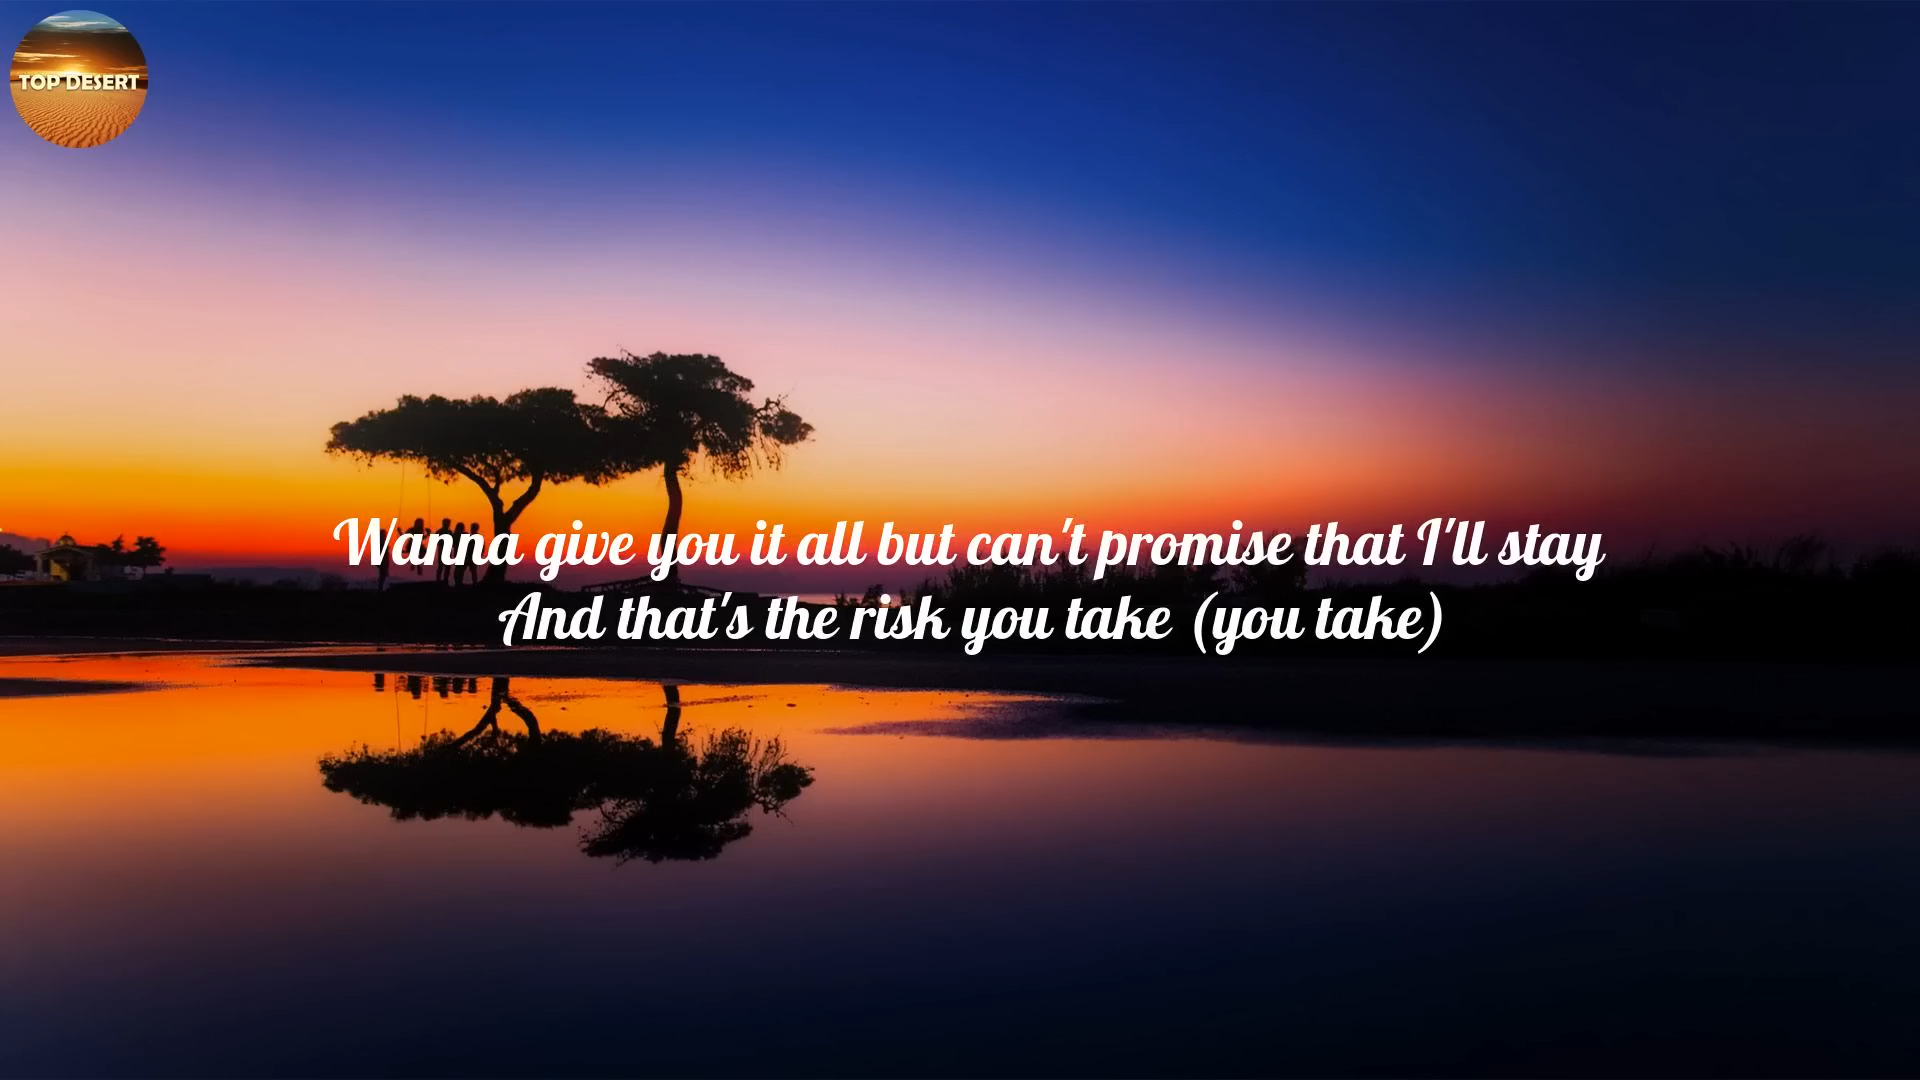 TOP DESERT
Wanna give you it all but can't promise that I'll stay
And that's the risk you take (you take)